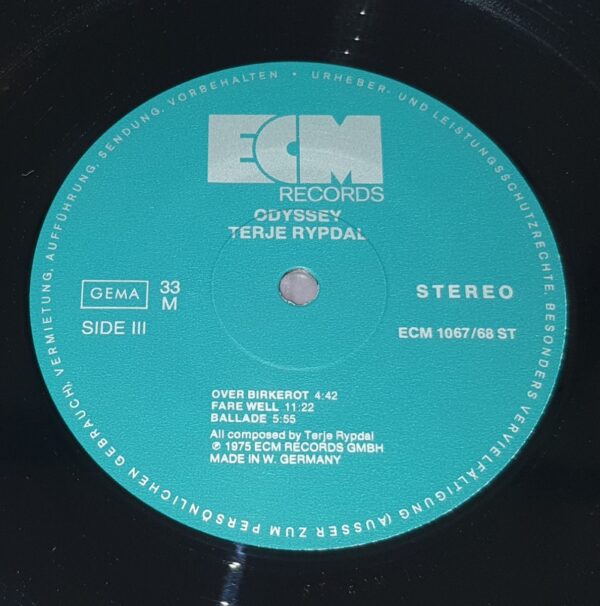 URHEBER- UND LEISTUNGSSCHUTZRECHTE, BESONDERS VERVIELFÄLTIGUNG (AUSSER ZUM PERSÖNLICHEN GEBRAUCH), VERMIETUNG, AUFFÜHRUNG, SENDUNG, VORBEHALTEN •
ECM
RECORDS
ODYSSEY
TERJE RYPDAL
GEMA
33
M
SIDE III
STEREO
ECM 1067/68 ST
OVER BIRKEROT 4:42
FARE WELL 11:22
BALLADE 5:55
All composed by Terje Rypdal
℗ 1975 ECM RECORDS GMBH
MADE IN W. GERMANY